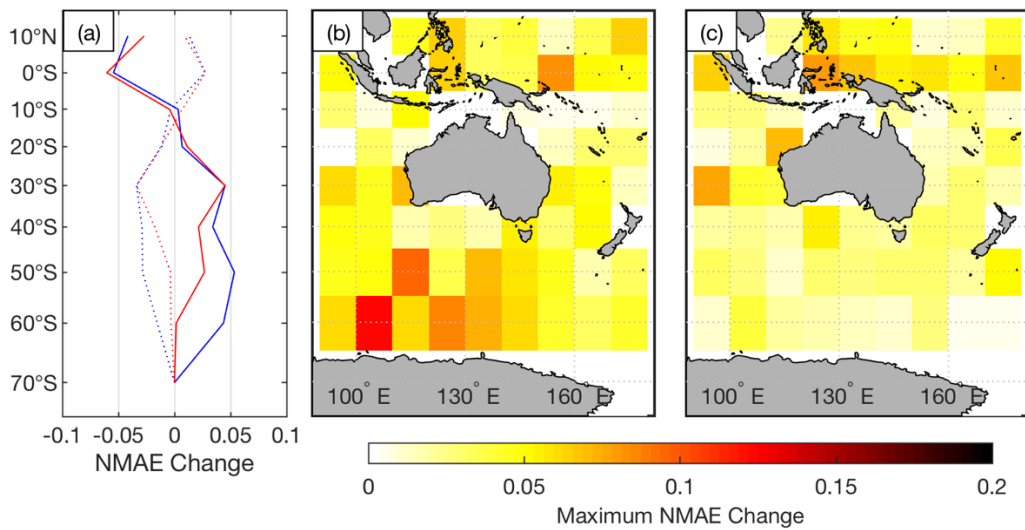 (a)
10°N
0°S
10°S
20°S
30°S
40°S
50°S
60°S
70°S
-0.1 -0.05 0 0.05 0.1
NMAE Change
(b)
100° E 130° E 160° E
(c)
100° E 130° E 160° E
0 0.05 0.1 0.15 0.2
Maximum NMAE Change